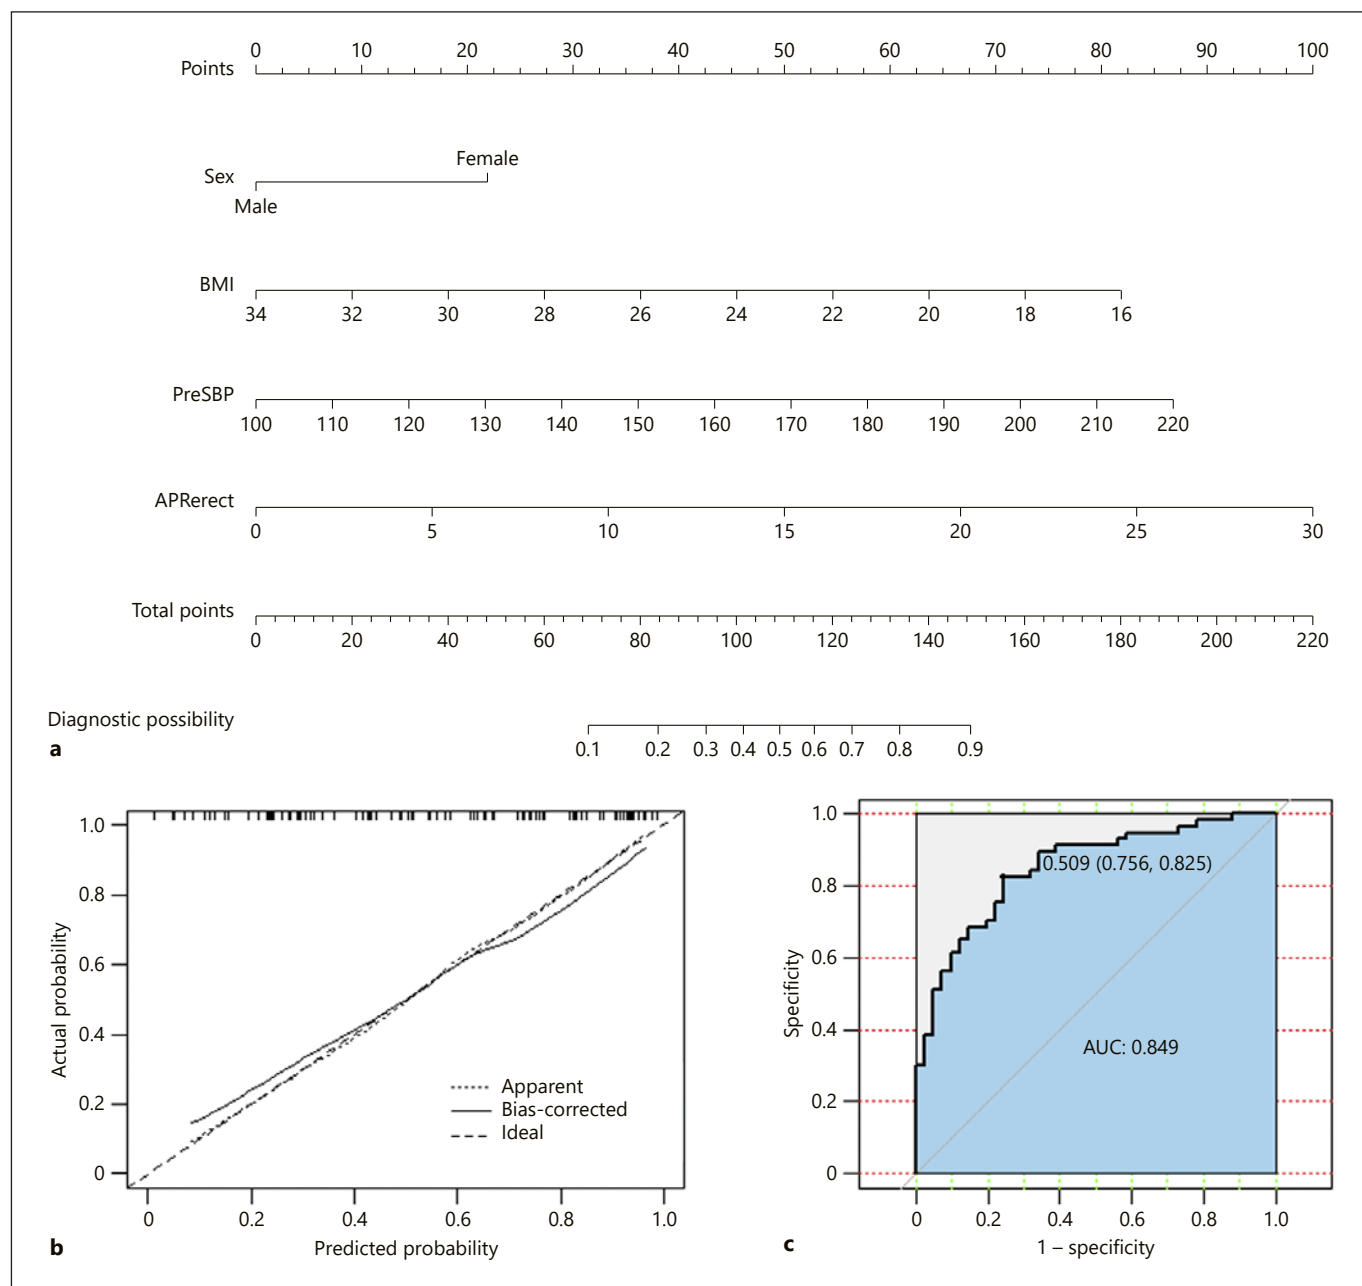 0 10 20 30 40 50 60 70 80 90 100
Points
Female
Sex
Male
BMI
34 32 30 28 26 24 22 20 18 16
PreSBP
100 110 120 130 140 150 160 170 180 190 200 210 220
APRerect
0 5 10 15 20 25 30
Total points
0 20 40 60 80 100 120 140 160 180 200 220
Diagnostic possibility
0.1 0.2 0.3 0.4 0.5 0.6 0.7 0.8 0.9
a
1.0
0.8
0.6
0.4
0.2
0
Actual probability
Apparent
Bias-corrected
Ideal
0 0.2 0.4 0.6 0.8 1.0
Predicted probability
b
1.0
0.8
0.6
0.4
0.2
0
Specificity
0.509 (0.756, 0.825)
AUC: 0.849
0 0.2 0.4 0.6 0.8 1.0
1 – specificity
c